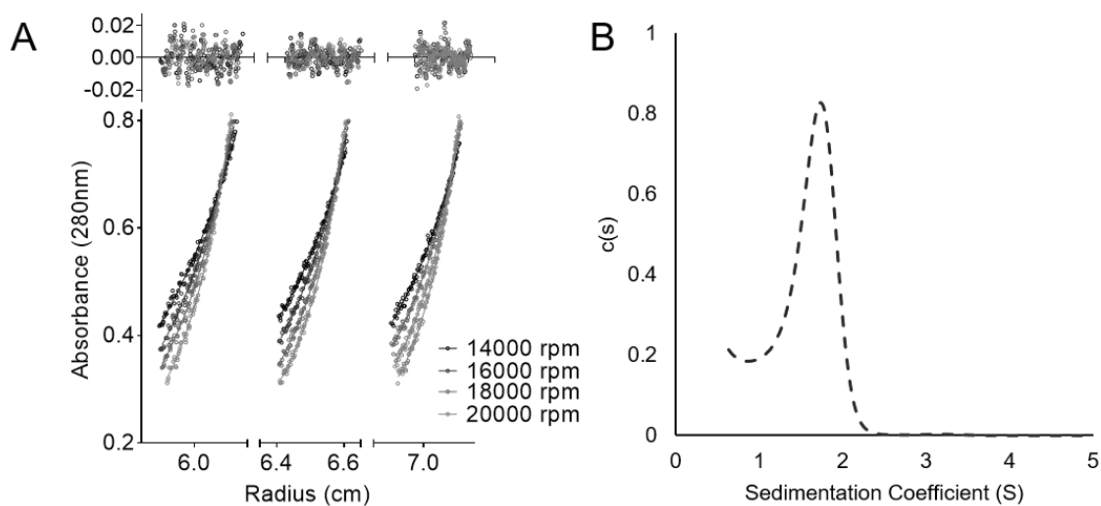 A
0.02
0.00
-0.02
0.8
0.6
0.4
0.2
Absorbance (280nm)
14000 rpm
16000 rpm
18000 rpm
20000 rpm
6.0
6.4
6.6
7.0
Radius (cm)
B
1
0.8
0.6
0.4
0.2
0
c(s)
0
1
2
3
4
5
Sedimentation Coefficient (S)